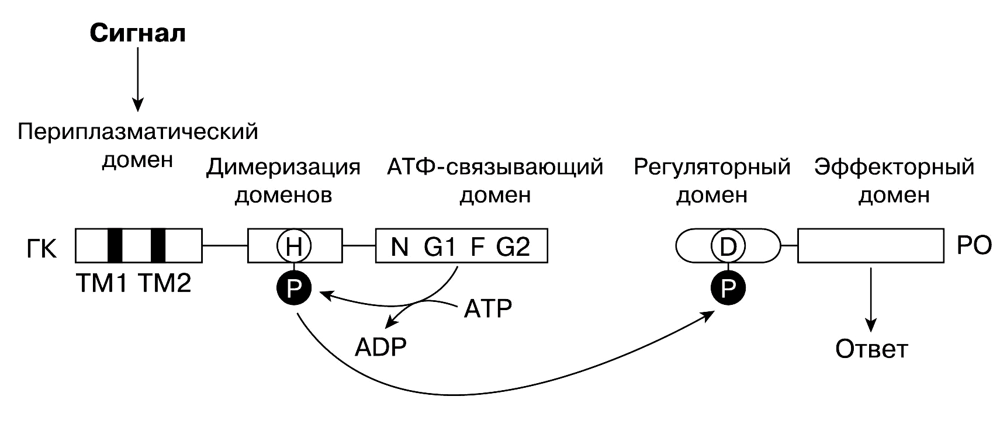 Сигнал
Периплазматический
домен
Димеризация
доменов
АТФ-связывающий
домен
Регуляторный
домен
Эффекторный
домен
ГК
H
N G1 F G2
D
РО
TM1 TM2
P
P
ATP
ADP
Ответ